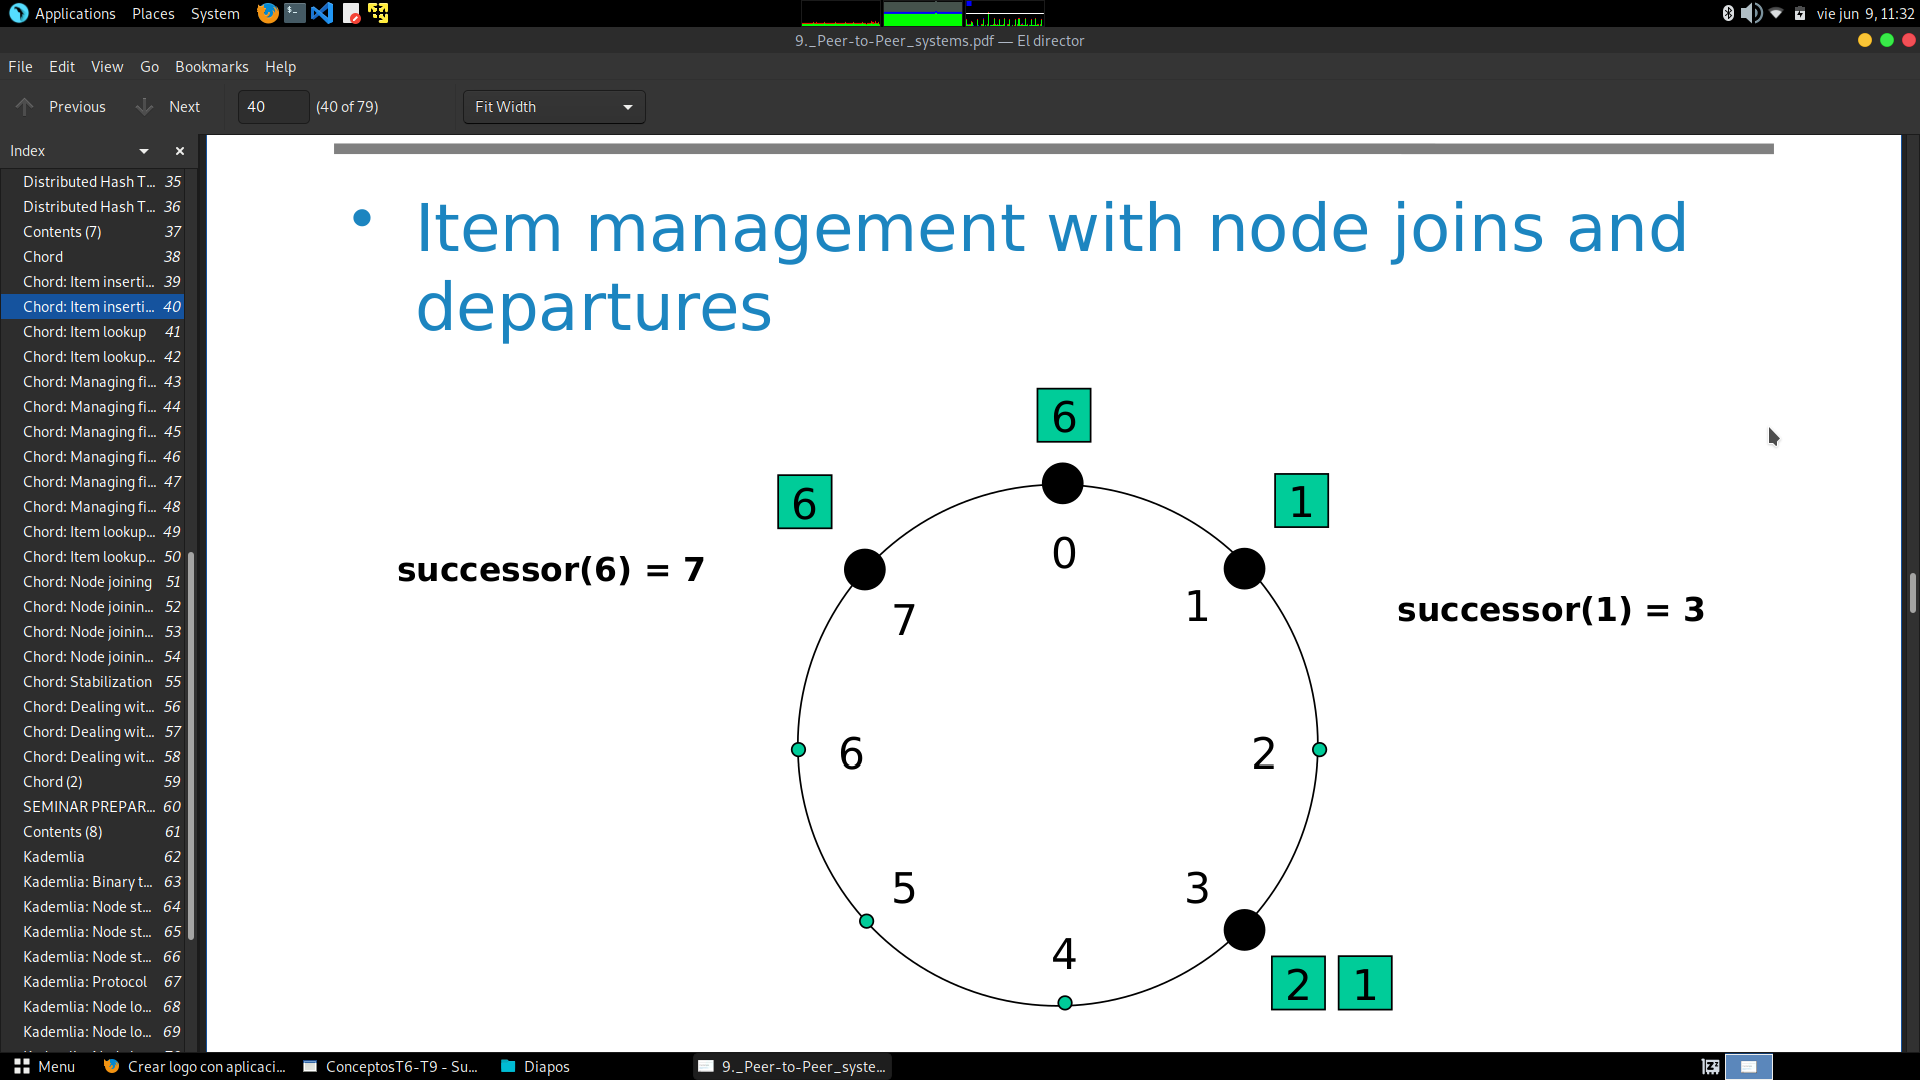 Applications Places System vie jun 9, 11:32
9._Peer-to-Peer_systems.pdf — El director
File Edit View Go Bookmarks Help
Previous Next 40 (40 of 79) Fit Width
Index
Distributed Hash T... 35
Distributed Hash T... 36
Contents (7) 37
Chord 38
Chord: Item inserti... 39
Chord: Item inserti... 40
Chord: Item lookup 41
Chord: Item lookup... 42
Chord: Managing fi... 43
Chord: Managing fi... 44
Chord: Managing fi... 45
Chord: Managing fi... 46
Chord: Managing fi... 47
Chord: Managing fi... 48
Chord: Item lookup... 49
Chord: Item lookup... 50
Chord: Node joining 51
Chord: Node joinin... 52
Chord: Node joinin... 53
Chord: Node joinin... 54
Chord: Stabilization 55
Chord: Dealing wit... 56
Chord: Dealing wit... 57
Chord: Dealing wit... 58
Chord (2) 59
SEMINAR PREPAR... 60
Contents (8) 61
Kademlia 62
Kademlia: Binary t... 63
Kademlia: Node st... 64
Kademlia: Node st... 65
Kademlia: Node st... 66
Kademlia: Protocol 67
Kademlia: Node lo... 68
Kademlia: Node lo... 69
• Item management with node joins and
departures
6
6
1
0
successor(6) = 7
7
1
successor(1) = 3
6
2
5
3
4
2 1
Menu Crear logo con aplicaci... ConceptosT6-T9 - Su... Diapos 9._Peer-to-Peer_syste...